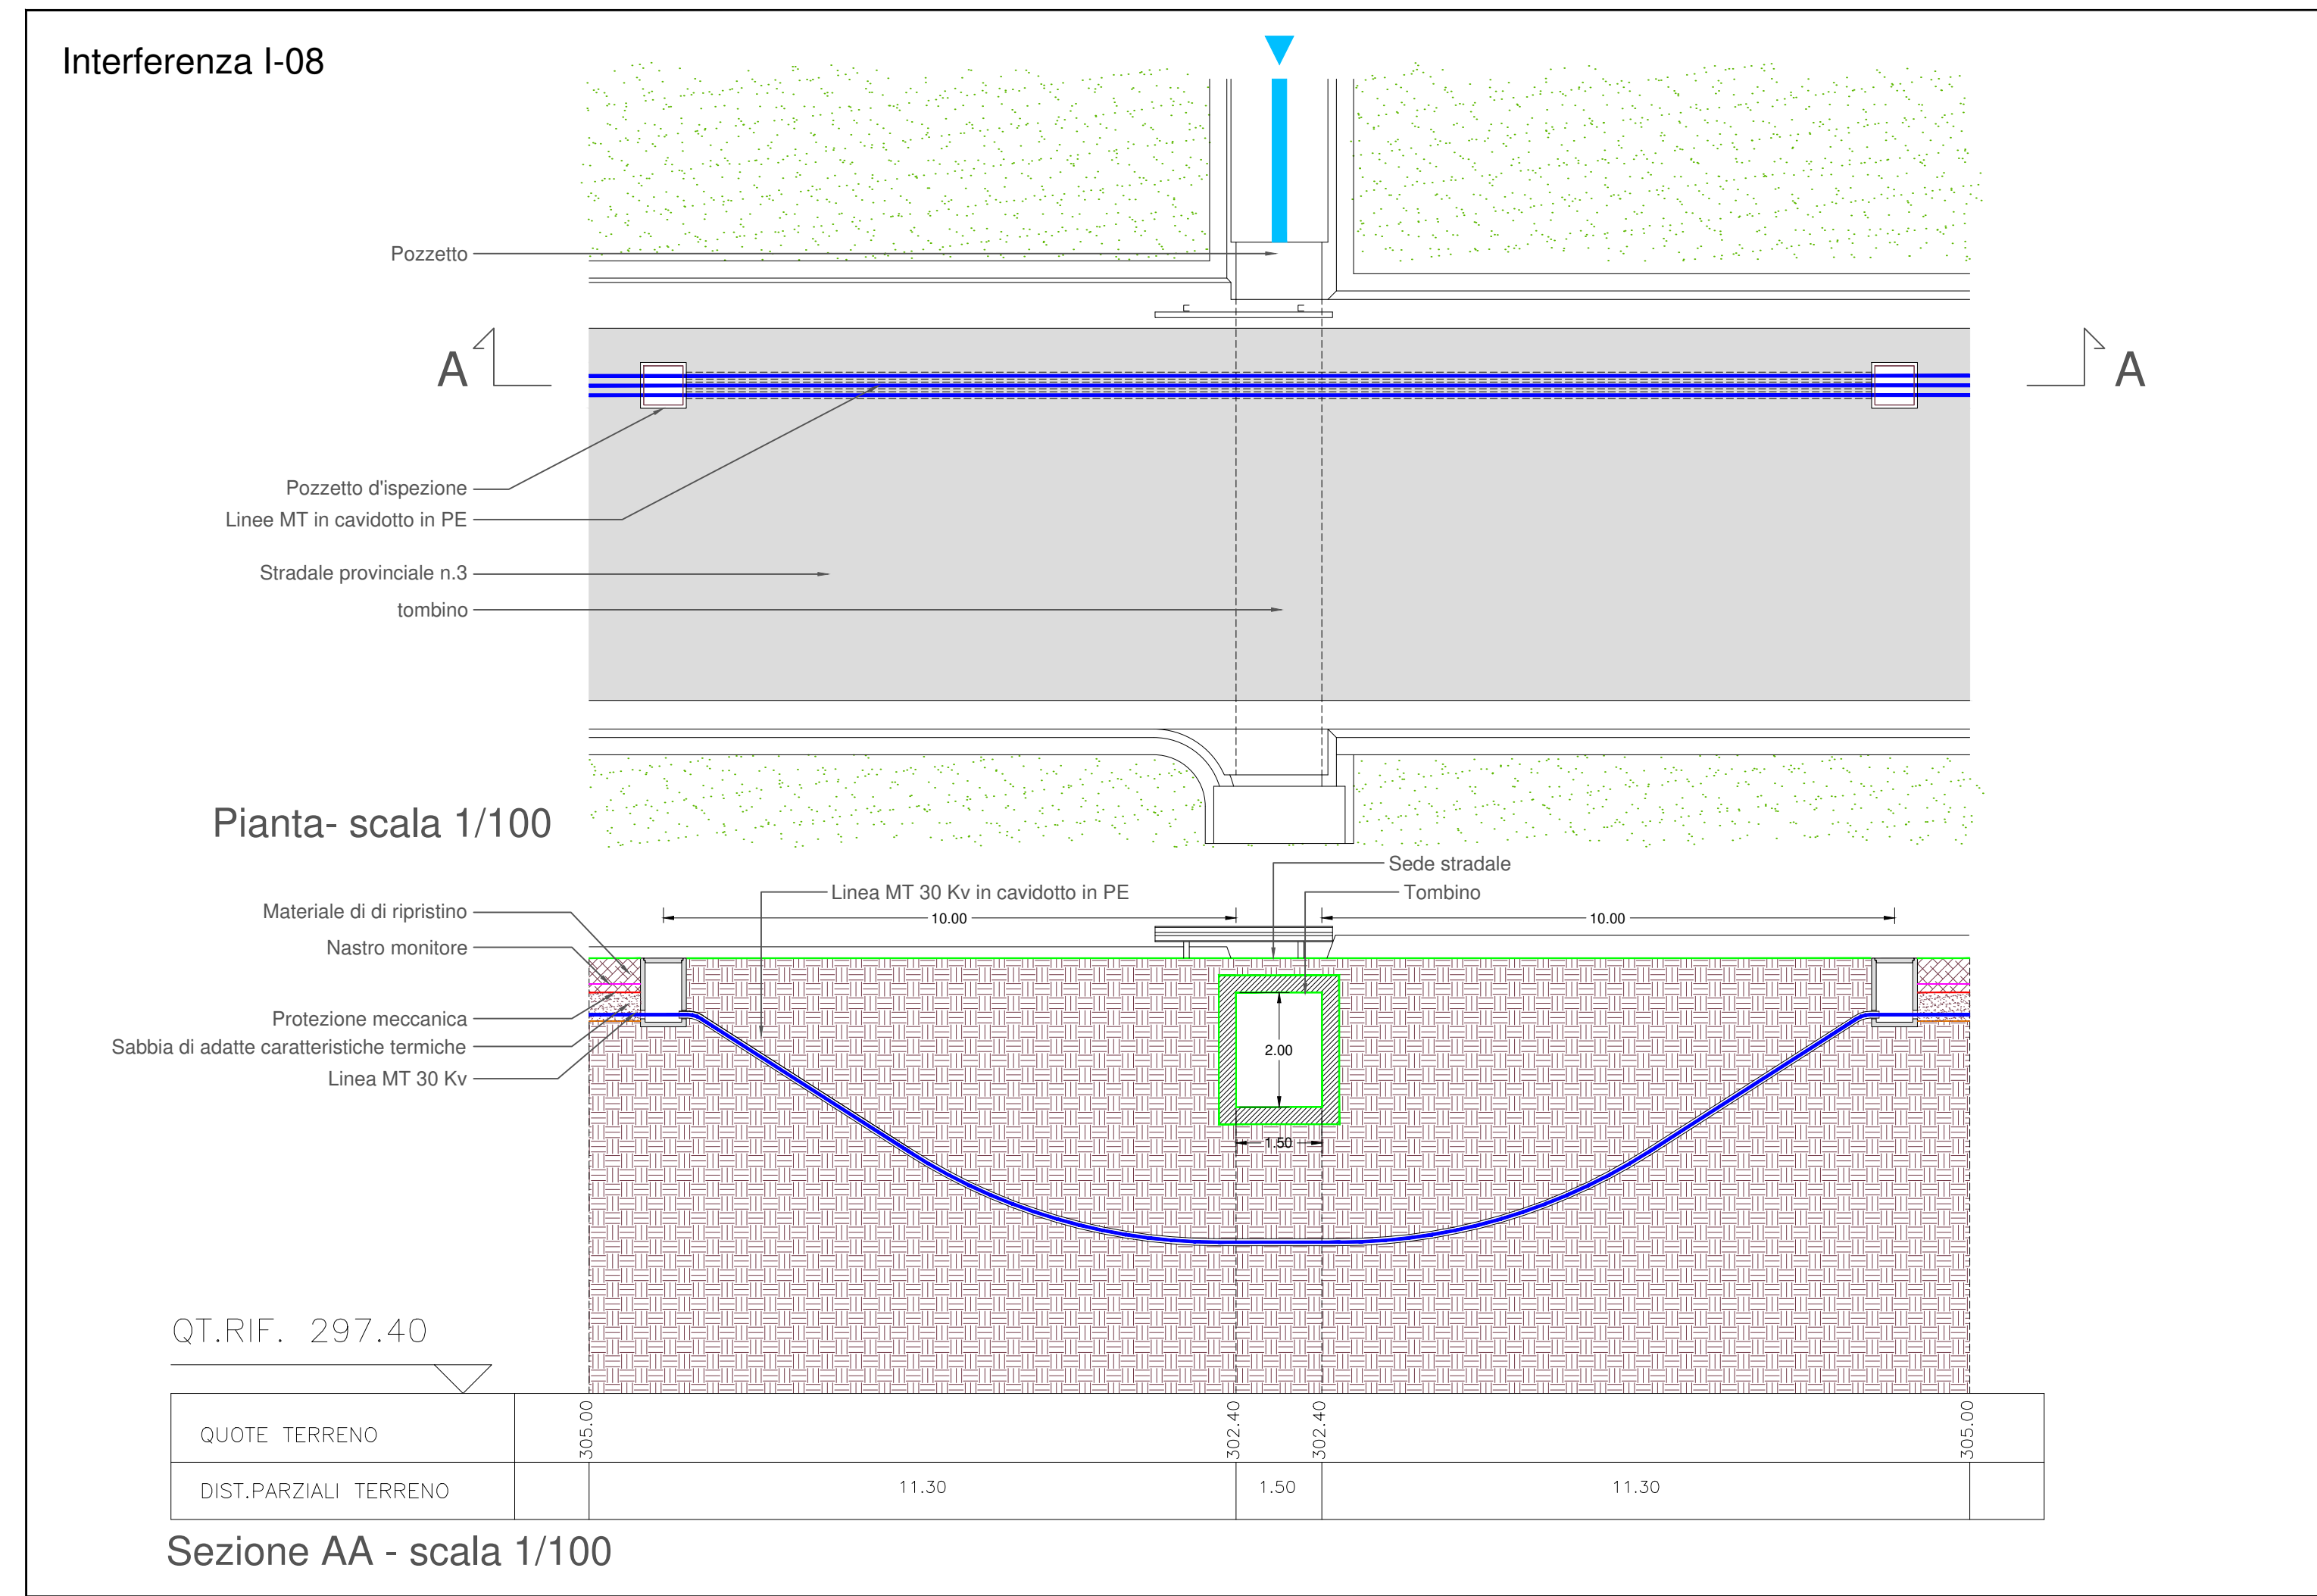 Interferenza I-08
Pozzetto
A
A
Pozzetto d'ispezione
Linee MT in cavidotto in PE
Stradale provinciale n.3
tombino
Pianta- scala 1/100
Sede stradale
Linea MT 30 Kv in cavidotto in PE
Tombino
Materiale di di ripristino
10.00
10.00
Nastro monitore
Protezione meccanica
Sabbia di adatte caratteristiche termiche
Linea MT 30 Kv
2.00
1.50
QT.RIF. 297.40
QUOTE TERRENO
305.00
302.40
302.40
305.00
DIST.PARZIALI TERRENO
11.30
1.50
11.30
Sezione AA - scala 1/100